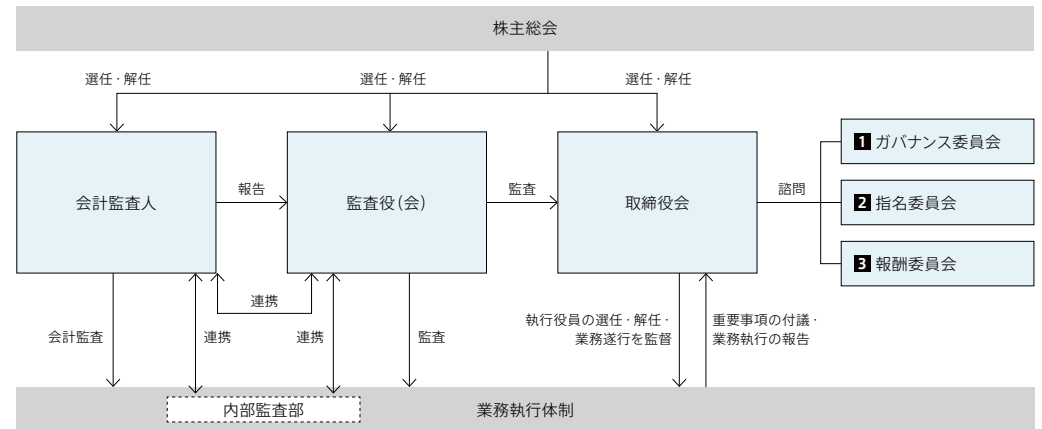 株主総会
選任・解任
選任・解任
選任・解任
会計監査人
報告
監査役(会)
監査
取締役会
諮問
1 ガバナンス委員会
2 指名委員会
3 報酬委員会
連携
会計監査
連携
連携
監査
執行役員の選任・解任・
業務遂行を監督
重要事項の付議・
業務執行の報告
内部監査部
業務執行体制